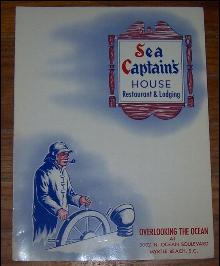 Sea
Captain's
HOUSE
Restaurant & Lodging
OVERLOOKING THE OCEAN
AT
3002 N. OCEAN BOULEVARD
MYRTLE BEACH, S.C.